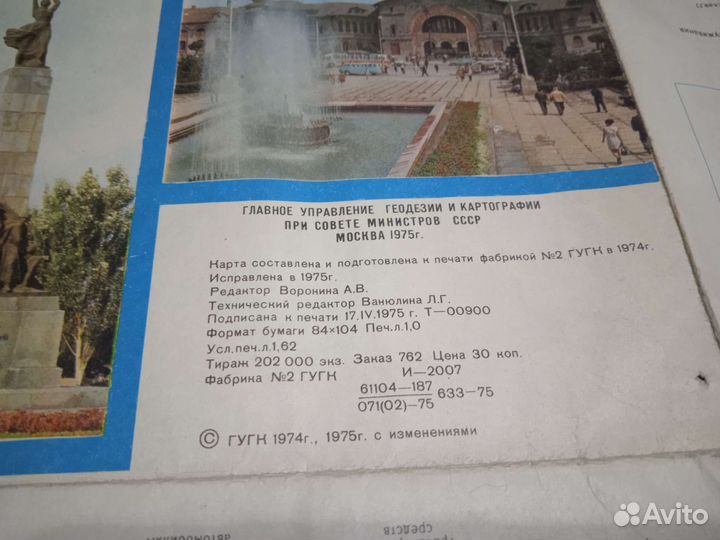 ГЛАВНОЕ УПРАВЛЕНИЕ ГЕОДЕЗИИ И КАРТОГРАФИИ
ПРИ СОВЕТЕ МИНИСТРОВ СССР
МОСКВА 1975г.
Карта составлена и подготовлена к печати фабрикой №2 ГУГК в 1974г.
Исправлена в 1975г.
Редактор Воронина А.В.
Технический редактор Ванюлина Л.Г.
Подписана к печати 17.IV.1975 г. Т—00900
Формат бумаги 84×104 Печ.л.1,0
Усл.печ.л.1,62
Тираж 202 000 экз. Заказ 762 Цена 30 коп.
Фабрика №2 ГУГК И—2007
61104—187
071(02)—75 633-75
© ГУГК 1974г., 1975г. с изменениями
средств
автомобильн
Avito